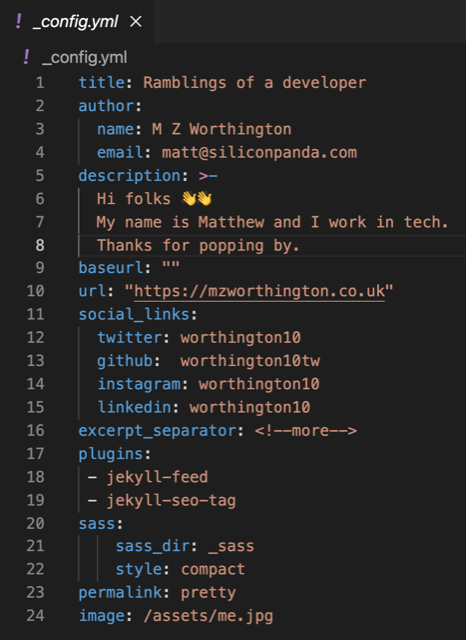 ! _config.yml ×
! _config.yml
1 title: Ramblings of a developer
2 author:
3   name: M Z Worthington
4   email: matt@siliconpanda.com
5 description: >-
6   Hi folks 👋👋
7   My name is Matthew and I work in tech.
8   Thanks for popping by.
9 baseurl: ""
10 url: "https://mzworthington.co.uk"
11 social_links:
12   twitter: worthington10
13   github:  worthington10tw
14   instagram: worthington10
15   linkedin: worthington10
16 excerpt_separator: <!--more-->
17 plugins:
18  - jekyll-feed
19  - jekyll-seo-tag
20 sass:
21     sass_dir: _sass
22     style: compact
23 permalink: pretty
24 image: /assets/me.jpg